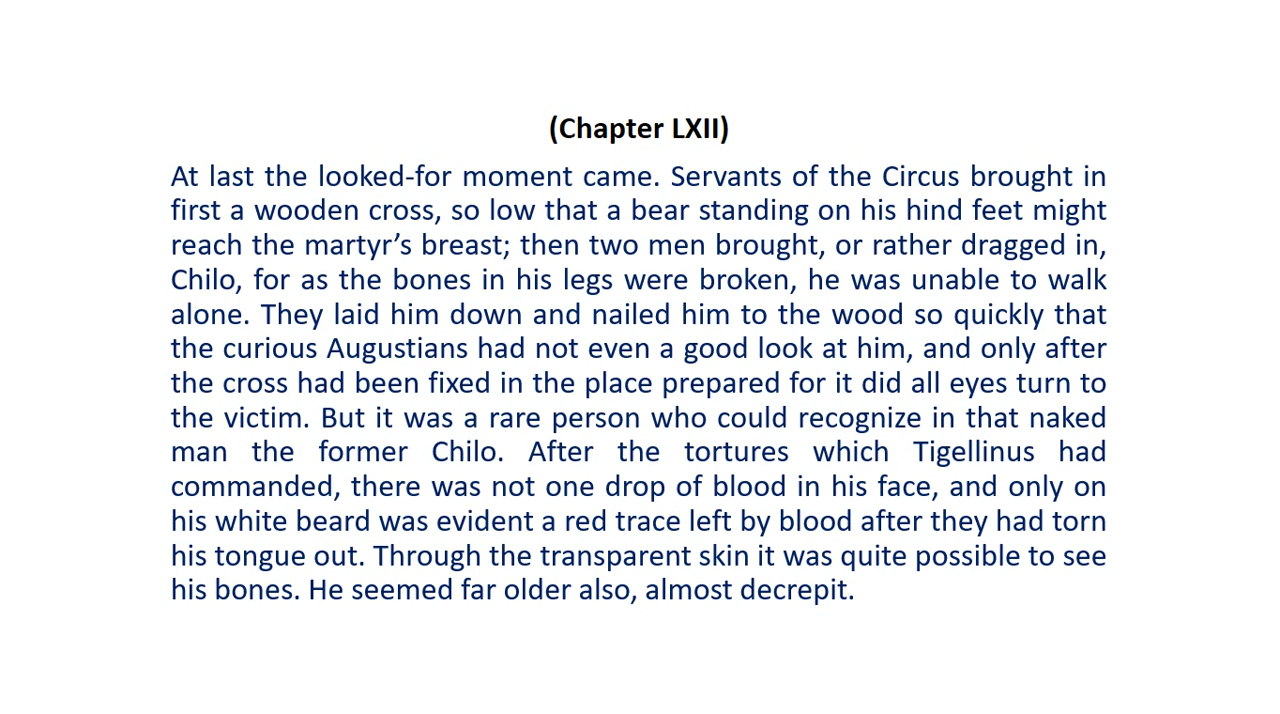 (Chapter LXII)
At last the looked-for moment came. Servants of the Circus brought in
first a wooden cross, so low that a bear standing on his hind feet might
reach the martyr’s breast; then two men brought, or rather dragged in,
Chilo, for as the bones in his legs were broken, he was unable to walk
alone. They laid him down and nailed him to the wood so quickly that
the curious Augustians had not even a good look at him, and only after
the cross had been fixed in the place prepared for it did all eyes turn to
the victim. But it was a rare person who could recognize in that naked
man the former Chilo. After the tortures which Tigellinus had
commanded, there was not one drop of blood in his face, and only on
his white beard was evident a red trace left by blood after they had torn
his tongue out. Through the transparent skin it was quite possible to see
his bones. He seemed far older also, almost decrepit.